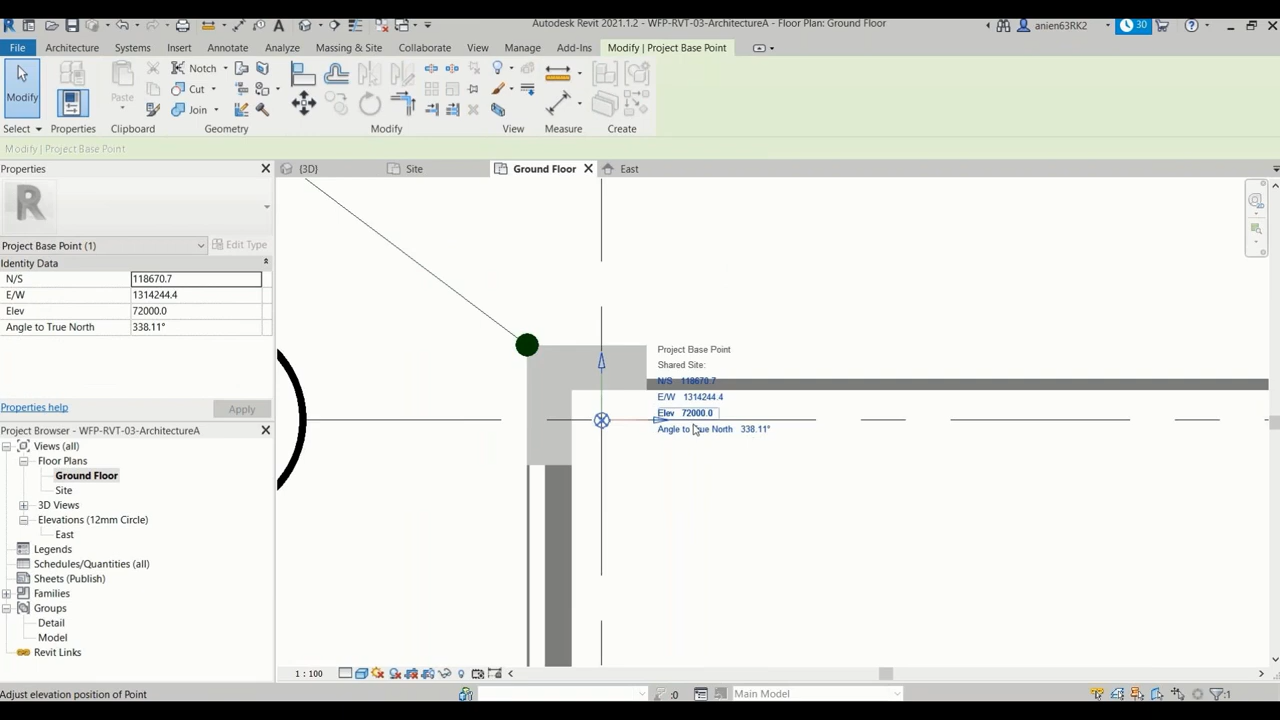 Autodesk Revit 2021.1.2 - WFP-RVT-03-ArchitectureA - Floor Plan: Ground Floor
anien63RK2
30
File Architecture Systems Insert Annotate Analyze Massing & Site Collaborate View Manage Add-Ins Modify | Project Base Point
Notch
Modify Paste Cut
Join
Select Properties Clipboard Geometry Modify View Measure Create
Modify | Project Base Point
Properties
{3D} Site Ground Floor East
Project Base Point (1) Edit Type
Identity Data
N/S 118670.7
E/W 1314244.4
Elev 72000.0
Angle to True North 338.11°
Properties help Apply
Project Browser - WFP-RVT-03-ArchitectureA
Views (all)
Floor Plans
Ground Floor
Site
3D Views
Elevations (12mm Circle)
East
Legends
Schedules/Quantities (all)
Sheets (Publish)
Families
Groups
Detail
Model
Revit Links
Project Base Point
Shared Site:
N/S 118670.7
E/W 1314244.4
Elev 72000.0
Angle to True North 338.11°
1 : 100
Adjust elevation position of Point :0 Main Model :1